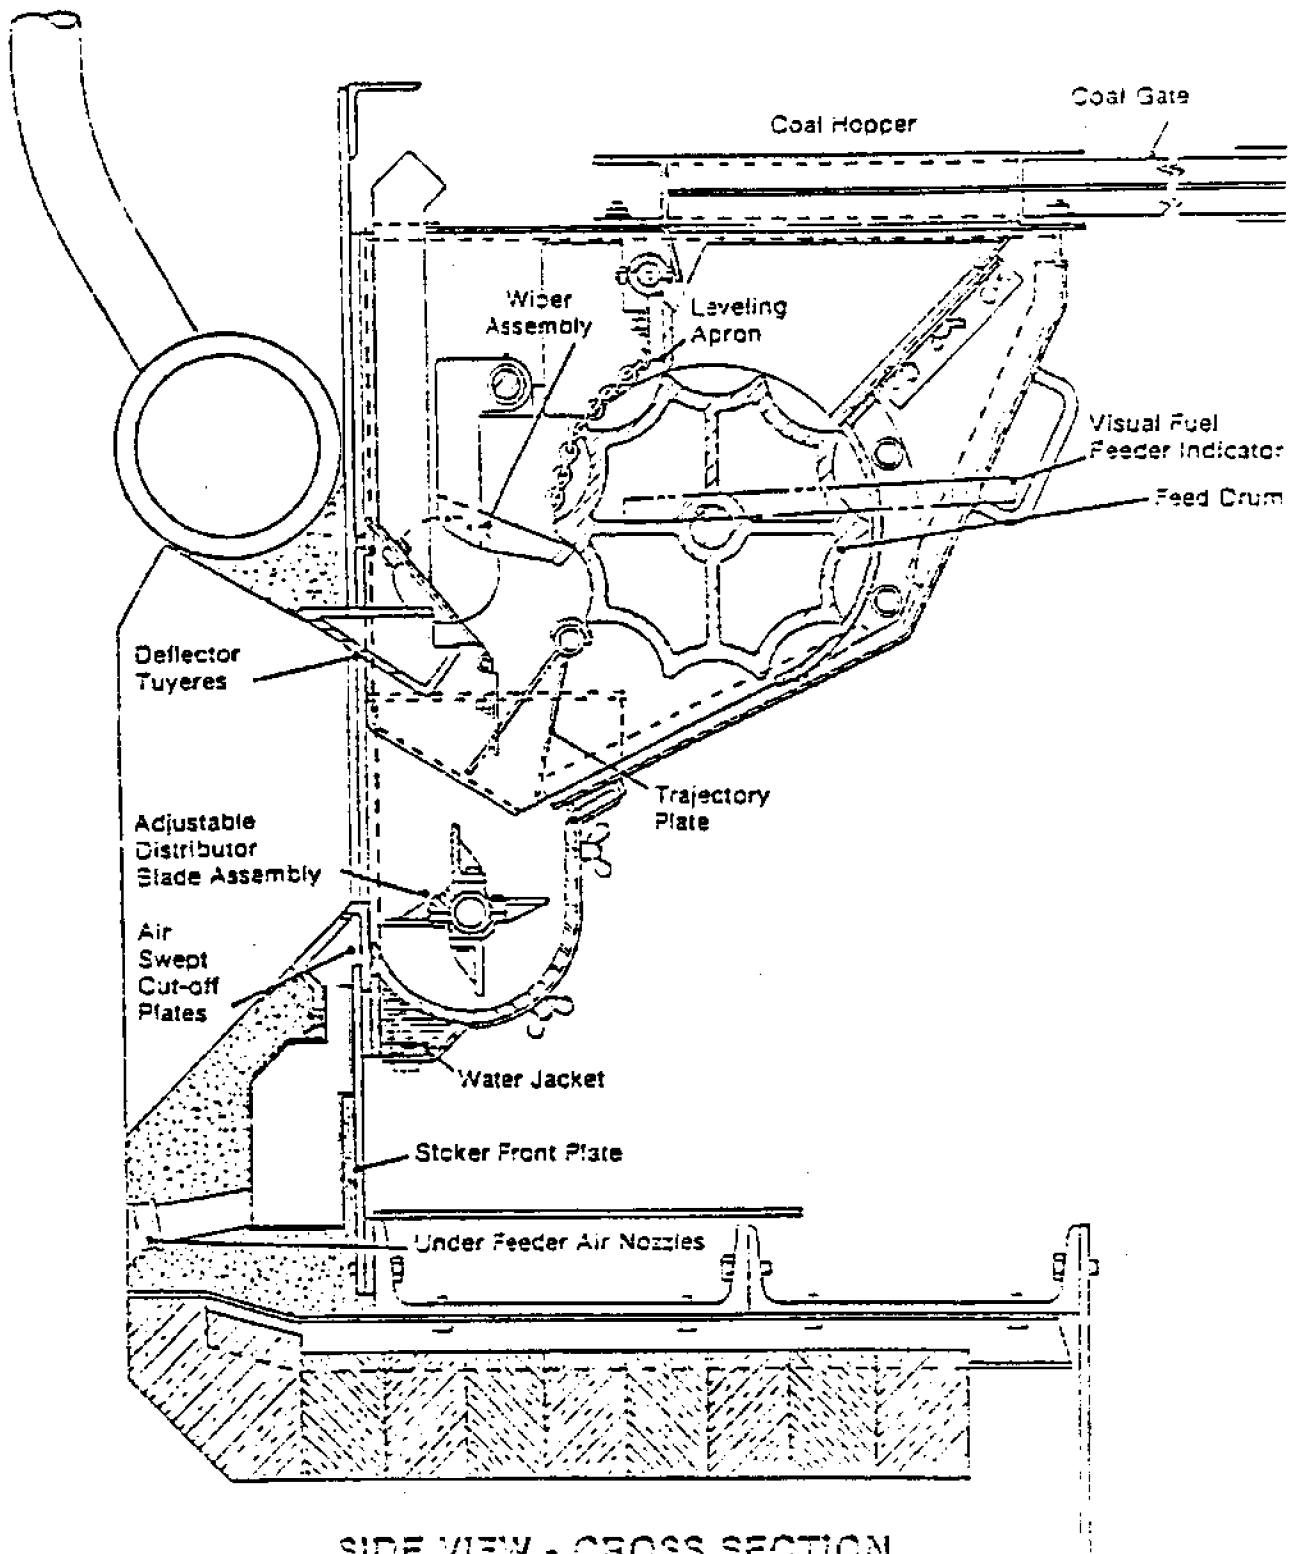 Coal Gate
Coal Hopper
Wiper
Assembly
Leveling
Apron
Visual Fuel
Feeder Indicator
Feed Drum
Deflector
Tuyeres
Trajectory
Plate
Adjustable
Distributor
Blade Assembly
Air
Swept
Cut-off
Plates
Water Jacket
Stoker Front Plate
Under Feeder Air Nozzles
SIDE VIEW - CROSS SECTION